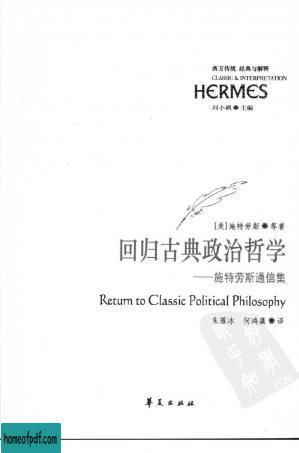 西方传统 经典与解释
CLASSIC & INTERPRETATION
HERMES
刘小枫●主编
[美]施特劳斯●等著
回归古典政治哲学
——施特劳斯通信集
Return to Classic Political Philosophy
朱雁冰 何鸿藻●译
PDG
华夏出版社
homeofpdf.com
homeofpdf.com